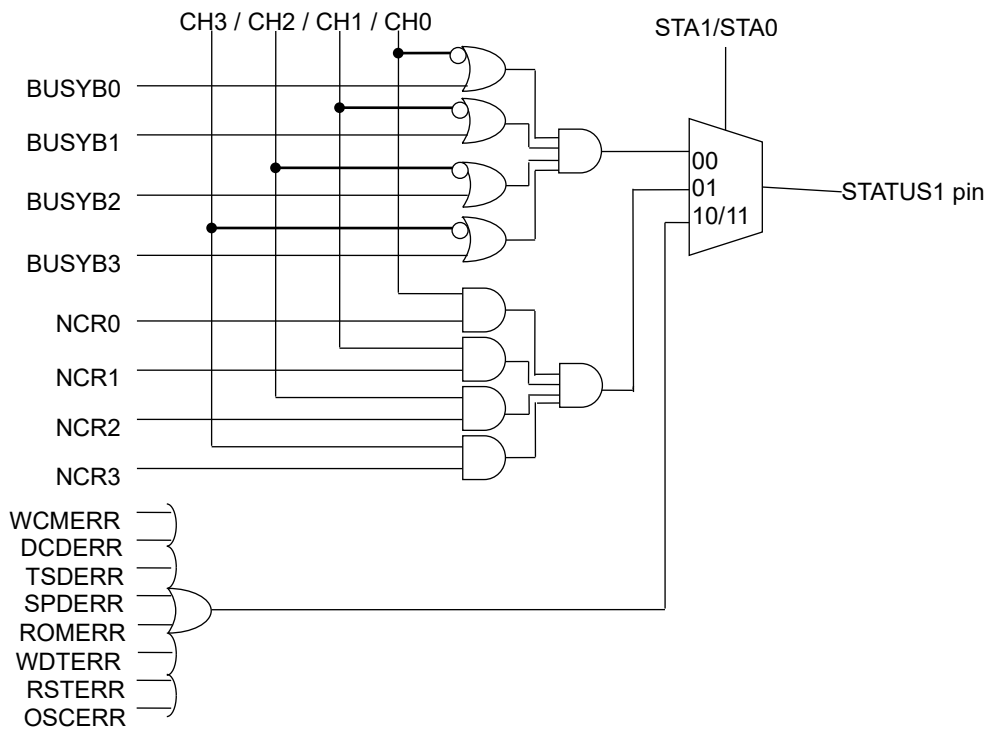 CH3 / CH2 / CH1 / CH0
STA1/STA0
BUSYB0
BUSYB1
BUSYB2
BUSYB3
00
01
10/11
STATUS1 pin
NCR0
NCR1
NCR2
NCR3
WCMERR
DCDERR
TSDERR
SPDERR
ROMERR
WDTERR
RSTERR
OSCERR